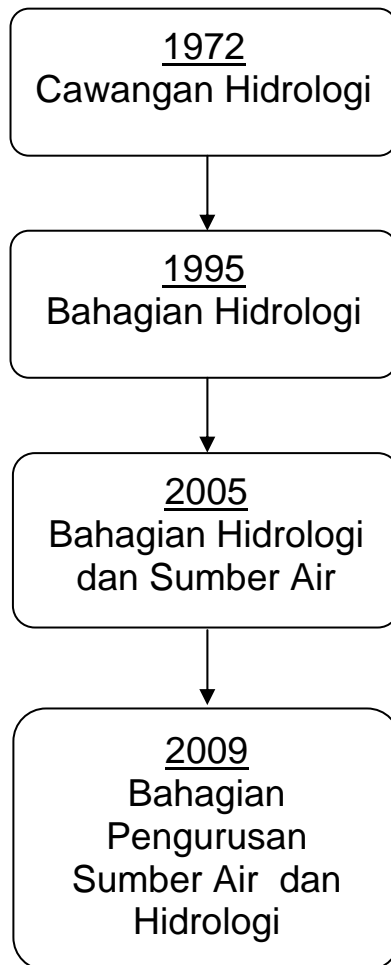 1972
Cawangan Hidrologi
1995
Bahagian Hidrologi
2005
Bahagian Hidrologi
dan Sumber Air
2009
Bahagian
Pengurusan
Sumber Air dan
Hidrologi